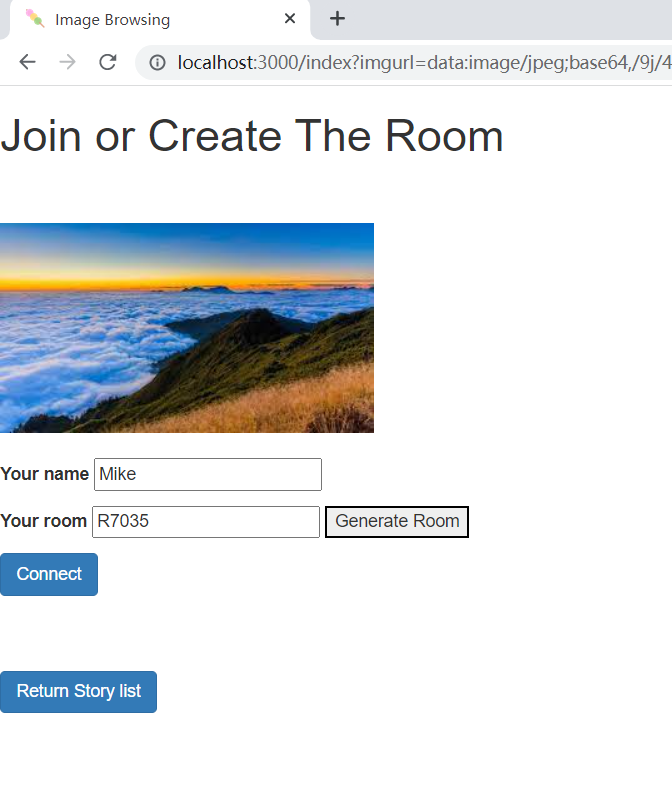 Image Browsing
localhost:3000/index?imgurl=data:image/jpeg;base64,/9j/4
Join or Create The Room
Your name Mike
Your room R7035 Generate Room
Connect
Return Story list